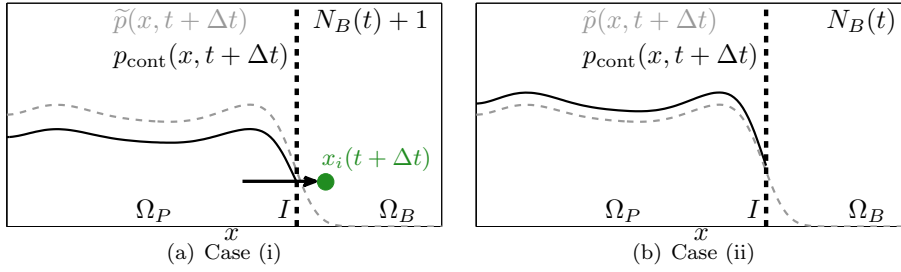 p̃(x, t + Δt)
N_B(t) + 1
p_cont(x, t + Δt)
x_i(t + Δt)
Ω_P
I
Ω_B
x
(a) Case (i)
p̃(x, t + Δt)
N_B(t)
p_cont(x, t + Δt)
Ω_P
I
Ω_B
x
(b) Case (ii)